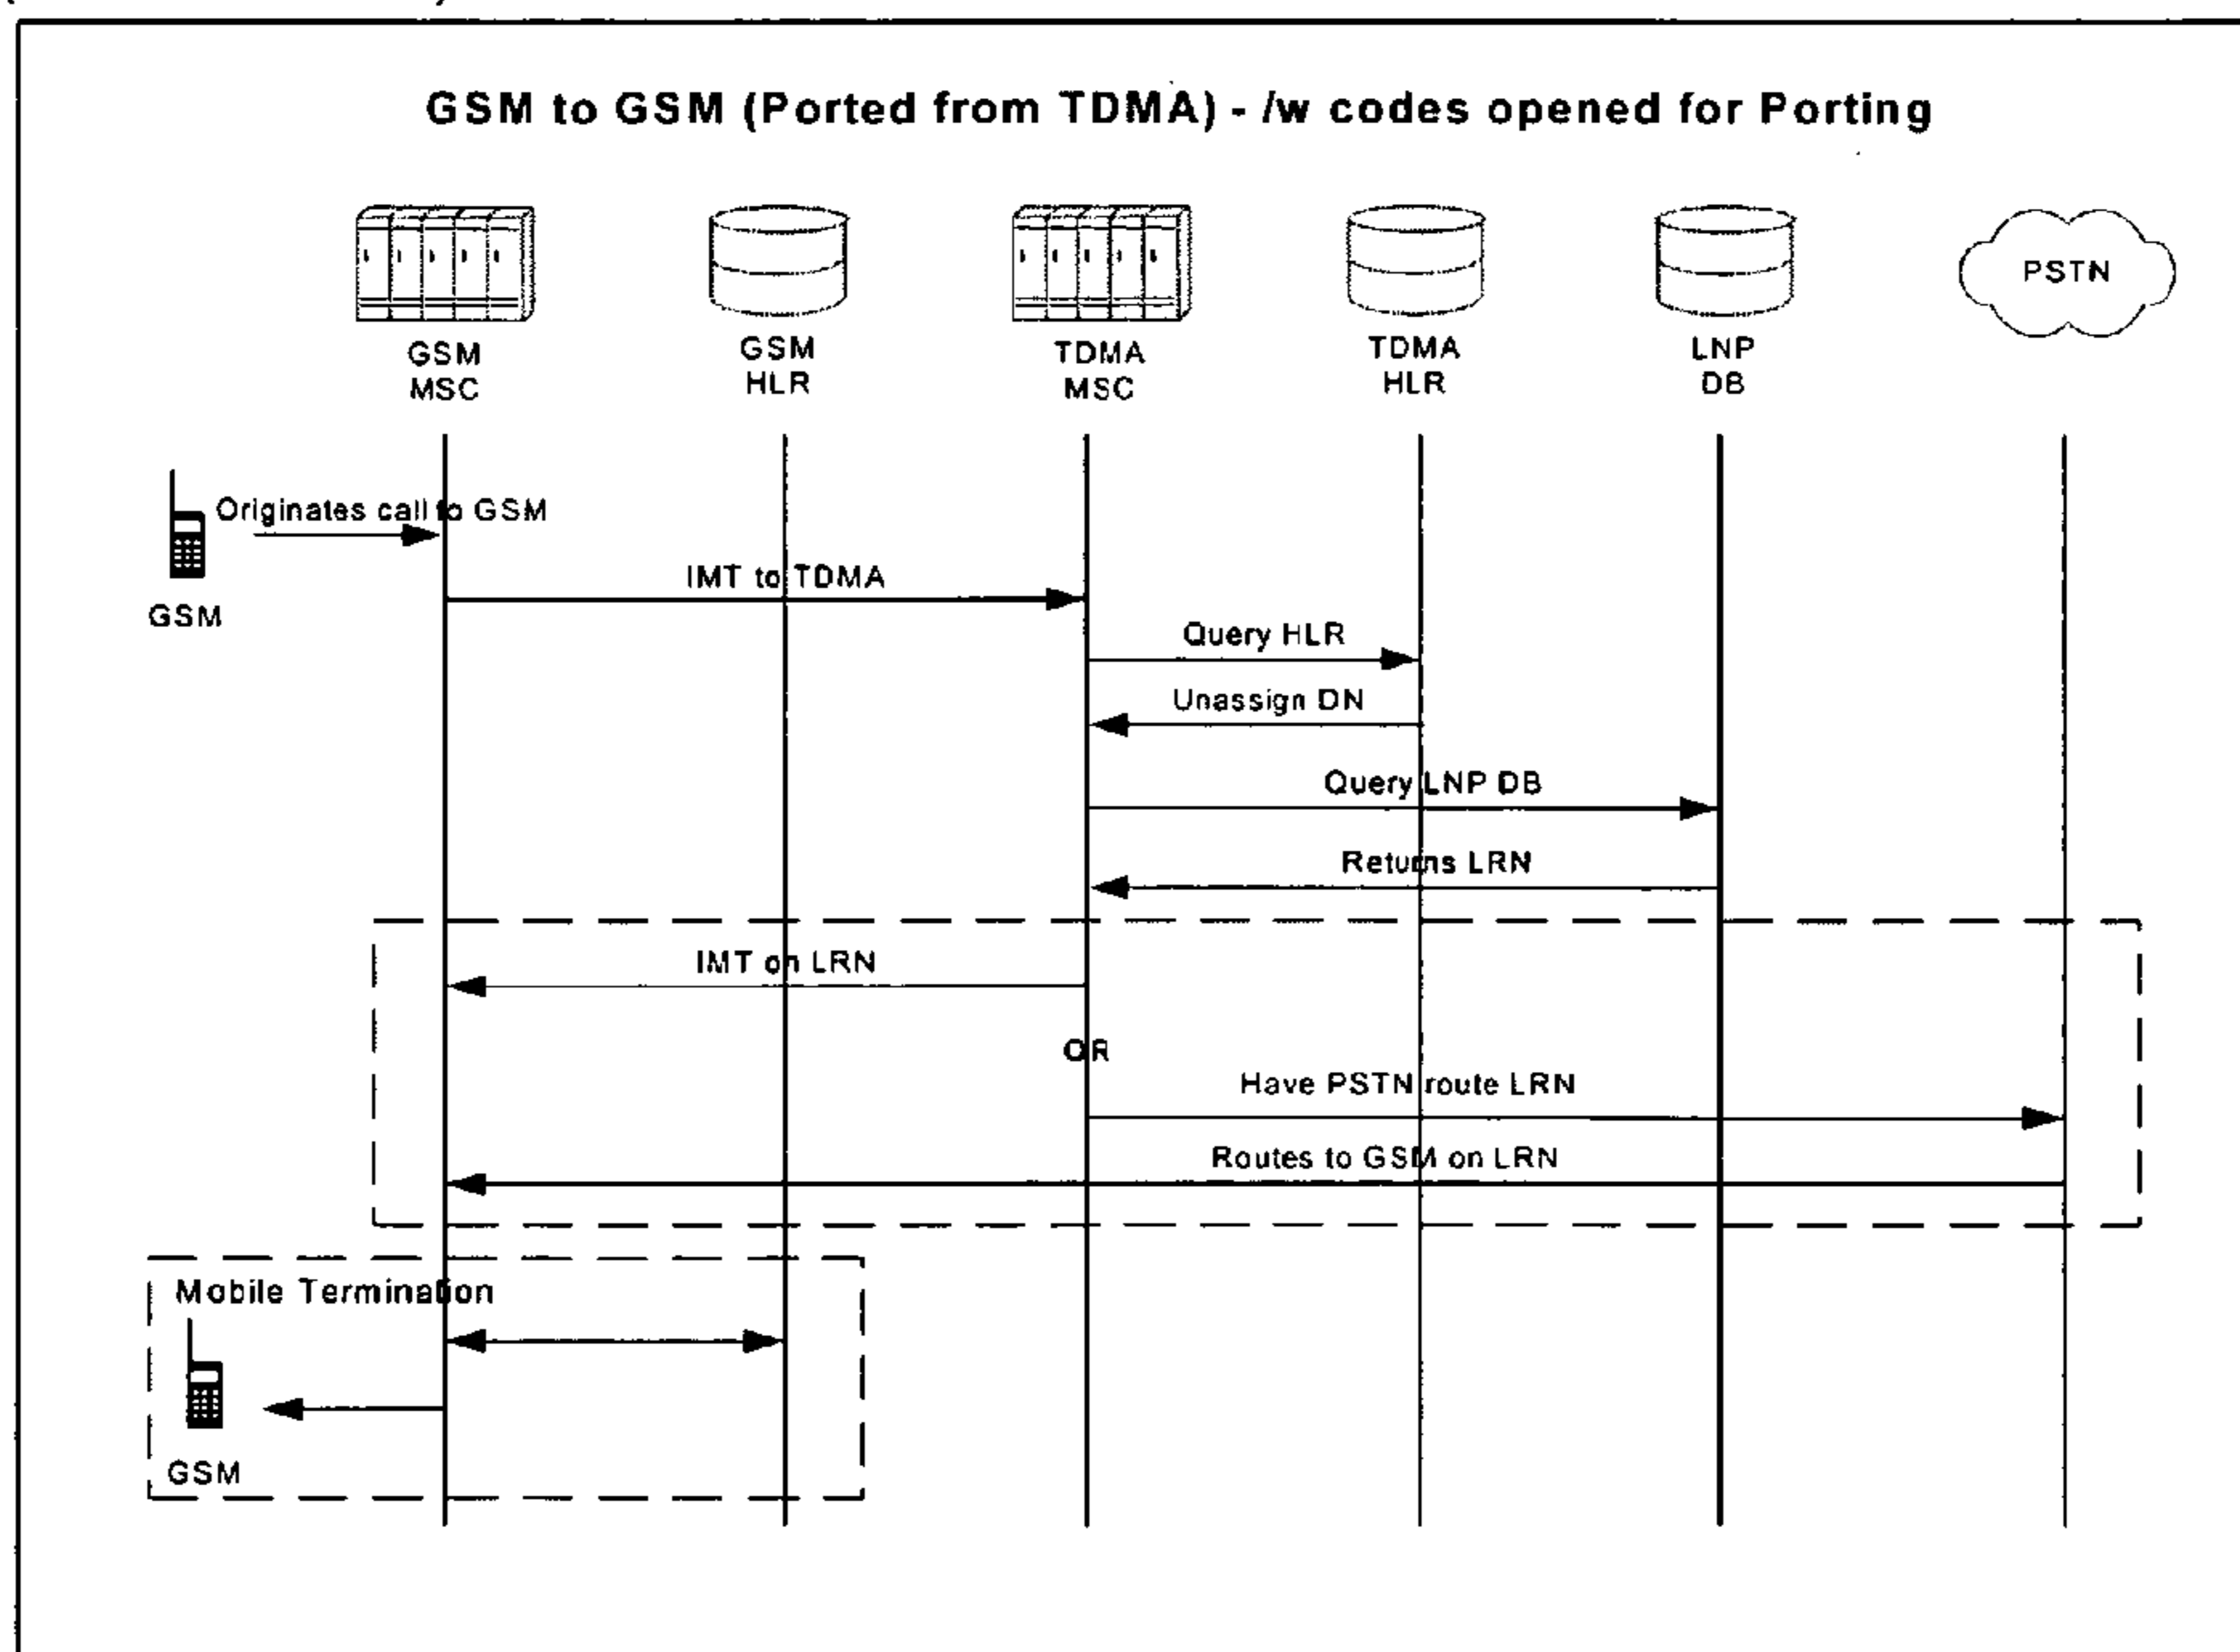 GSM to GSM (Ported from TDMA) - /w codes opened for Porting
PSTN
GSM
MSC
GSM
HLR
TDMA
MSC
TDMA
HLR
LNP
DB
Originates call to GSM
GSM
IMT to TDMA
Query HLR
Unassign DN
Query LNP DB
Returns LRN
IMT on LRN
OR
Have PSTN route LRN
Routes to GSM on LRN
Mobile Termination
GSM